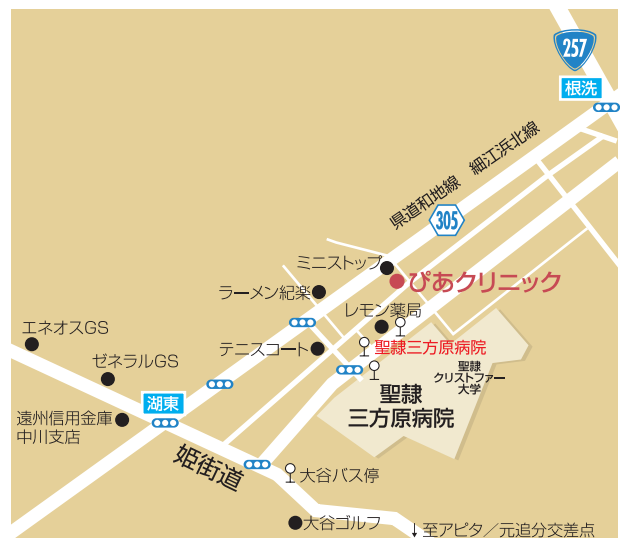 257
根洗
県道和地線 細江浜北線
305
ミニストップ
ぴあクリニック
ラーメン紀楽
レモン薬局
エネオスGS
テニスコート
聖隷三方原病院
ゼネラルGS
聖隷
クリストファー
大学
聖隷
三方原病院
湖東
遠州信用金庫
中川支店
姫街道
大谷バス停
大谷ゴルフ
↓至アピタ／元追分交差点